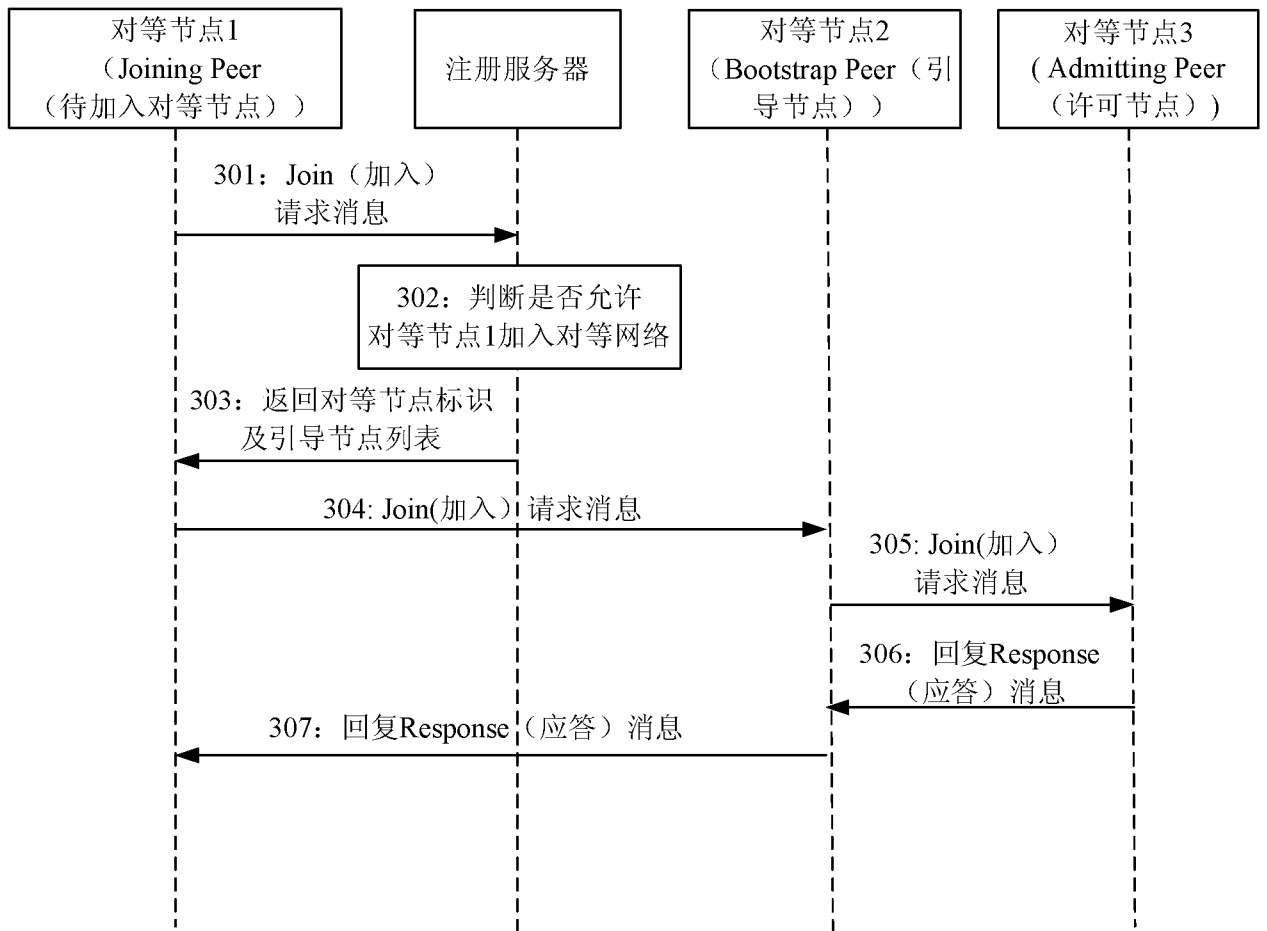 对等节点1
（Joining Peer
（待加入对等节点））
注册服务器
对等节点2
（Bootstrap Peer（引
导节点））
对等节点3
( Admitting Peer
（许可节点）)
301：Join（加入）
请求消息
302：判断是否允许
对等节点1加入对等网络
303：返回对等节点标识
及引导节点列表
304: Join(加入）请求消息
305: Join(加入）
请求消息
306：回复Response
（应答）消息
307：回复Response（应答）消息